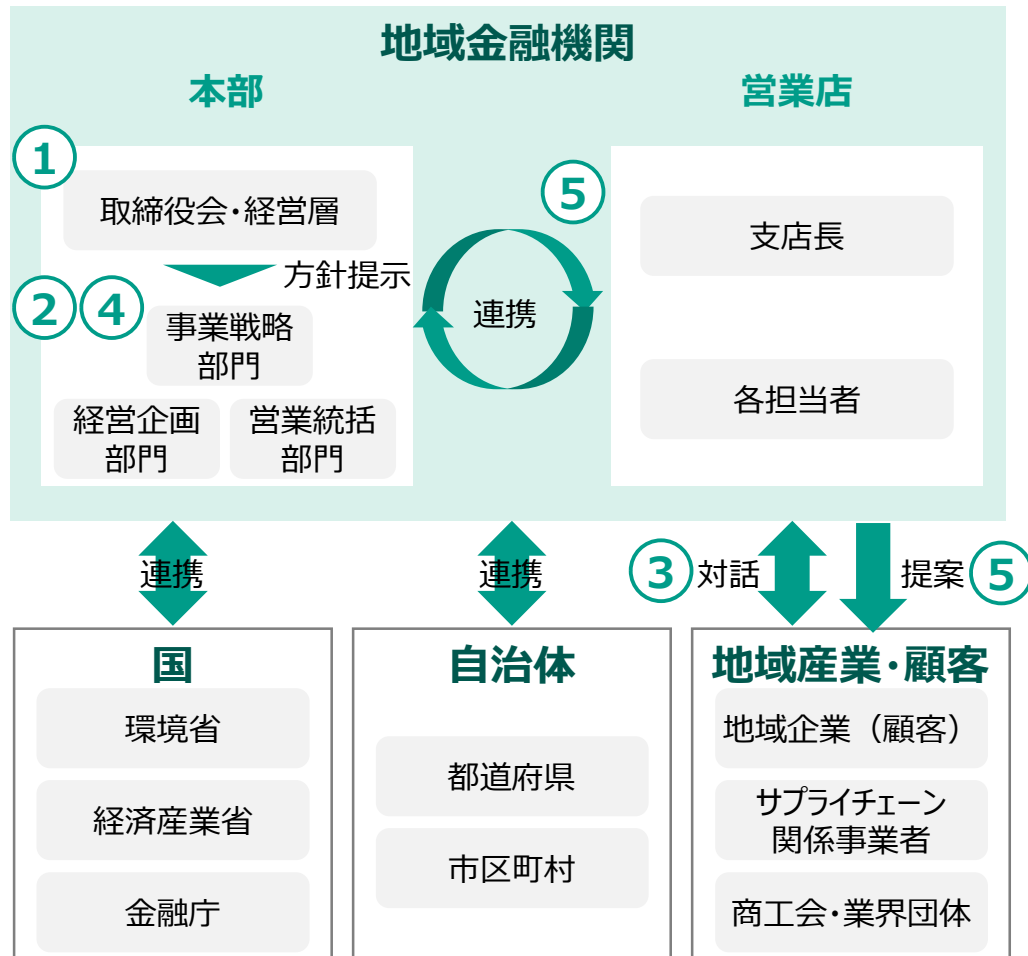 地域金融機関
本部
営業店
①
取締役会・経営層
方針提示
② ④
事業戦略
部門
経営企画
部門
営業統括
部門
⑤
連携
支店長
各担当者
連携
連携
③ 対話
提案 ⑤
国
環境省
経済産業省
金融庁
自治体
都道府県
市区町村
地域産業・顧客
地域企業（顧客）
サプライチェーン
関係事業者
商工会・業界団体